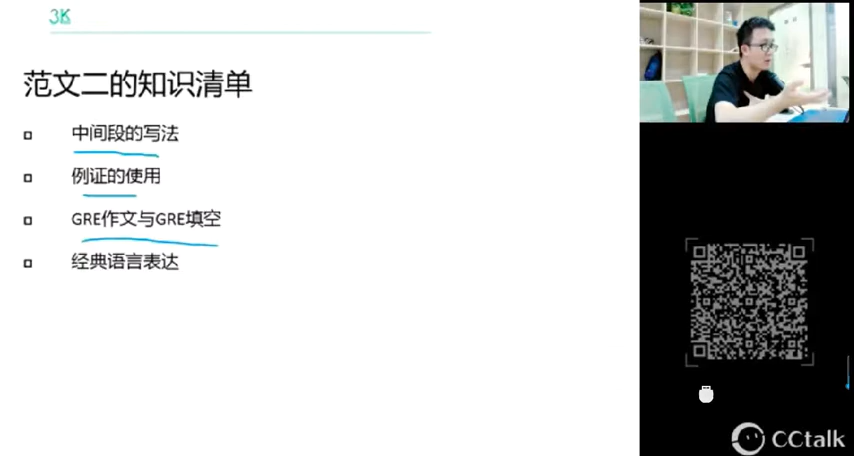 3K
范文二的知识清单
中间段的写法
例证的使用
GRE作文与GRE填空
经典语言表达
CCtalk